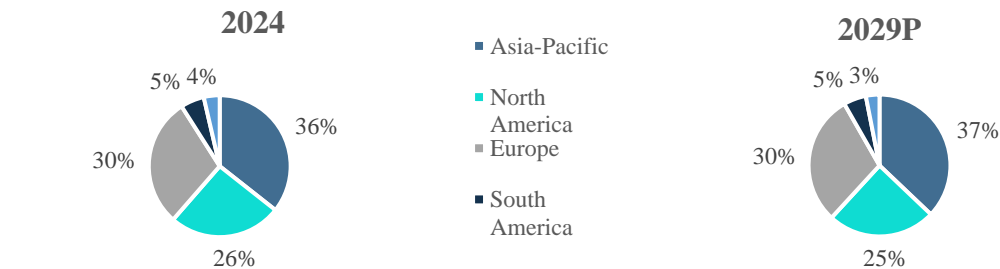 2024
5% 4%
36%
30%
26%
Asia-Pacific
North
America
Europe
South
America
2029P
5% 3%
37%
30%
25%